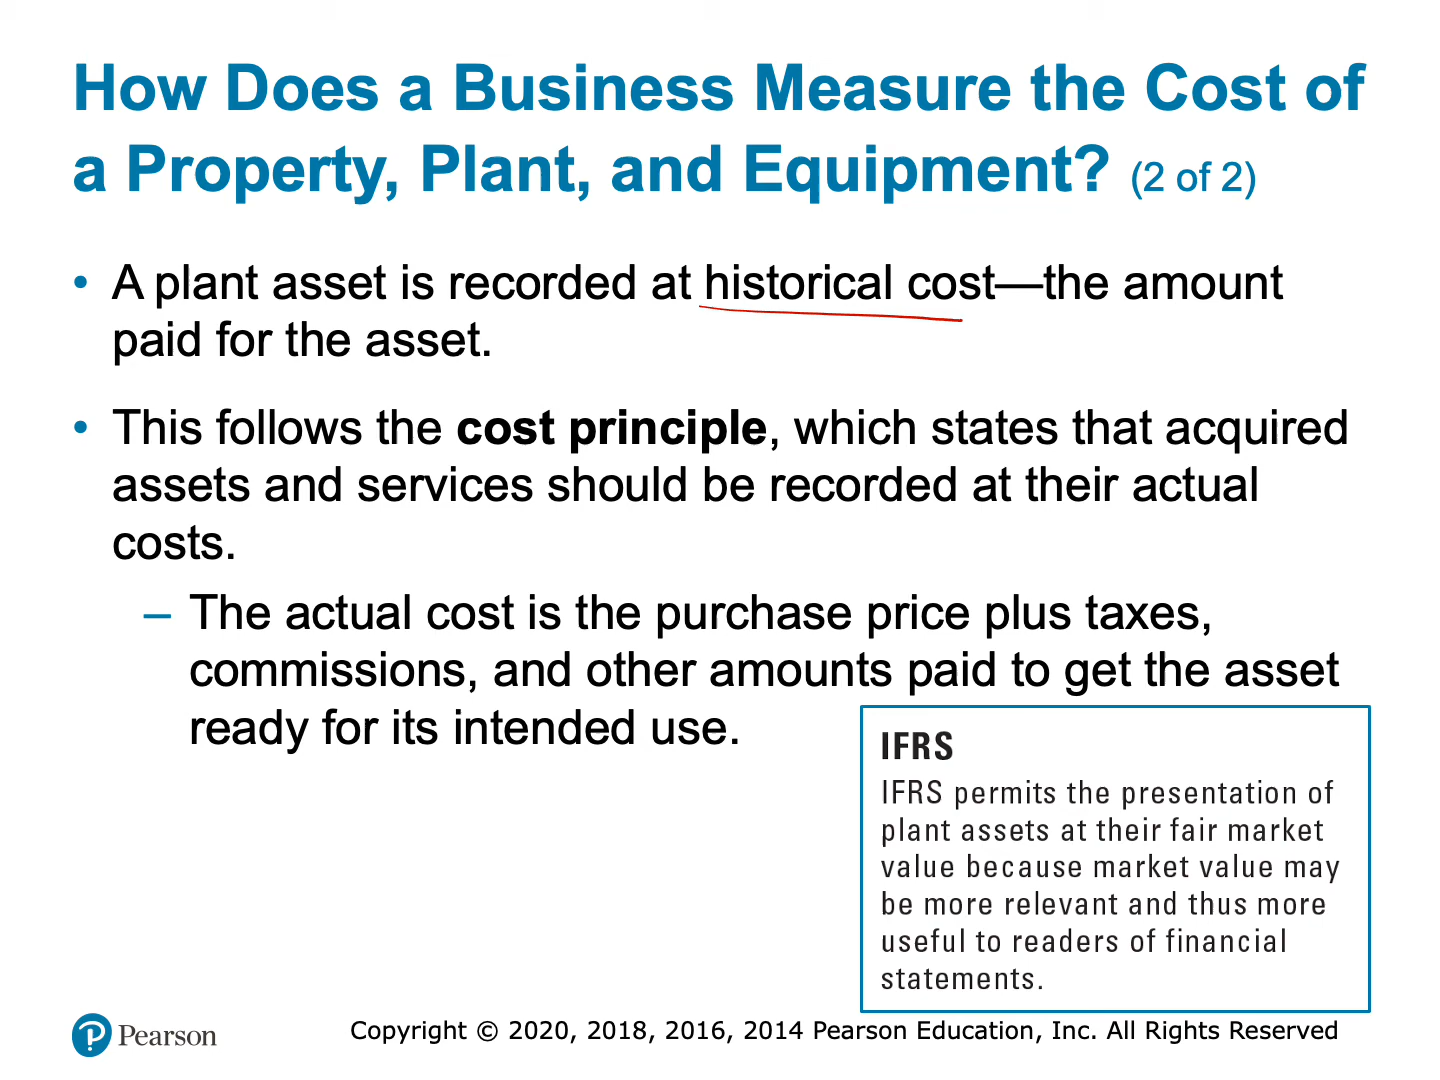 How Does a Business Measure the Cost of
a Property, Plant, and Equipment? (2 of 2)
• A plant asset is recorded at historical cost—the amount
paid for the asset.
• This follows the cost principle, which states that acquired
assets and services should be recorded at their actual
costs.
– The actual cost is the purchase price plus taxes,
commissions, and other amounts paid to get the asset
ready for its intended use.
IFRS
IFRS permits the presentation of
plant assets at their fair market
value because market value may
be more relevant and thus more
useful to readers of financial
statements.
P Pearson
Copyright © 2020, 2018, 2016, 2014 Pearson Education, Inc. All Rights Reserved